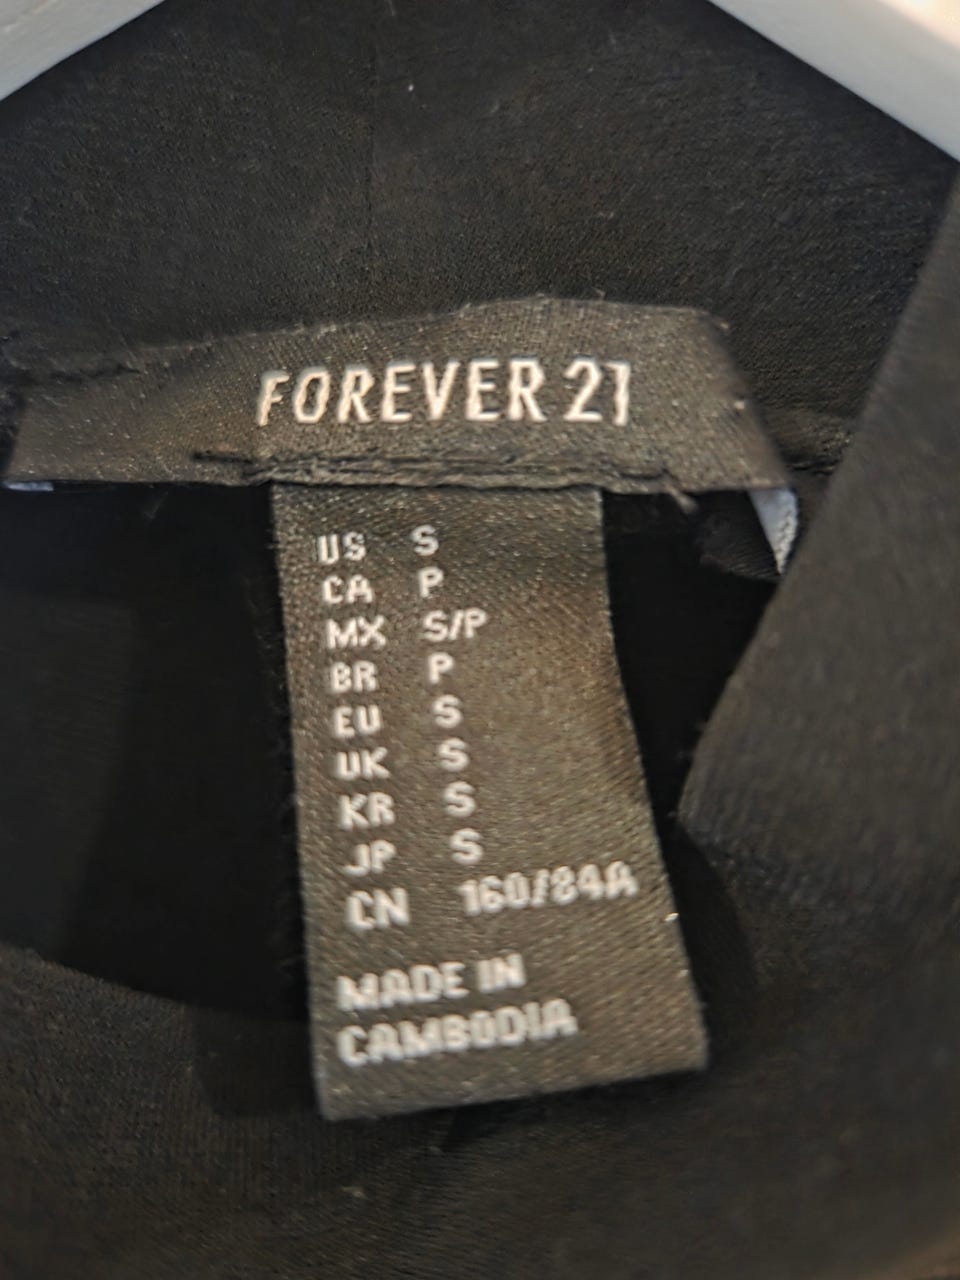 FOREVER 21
US S
CA P
MX S/P
BR P
EU S
UK S
KR S
JP S
CN 160/84A
MADE IN
CAMBODIA